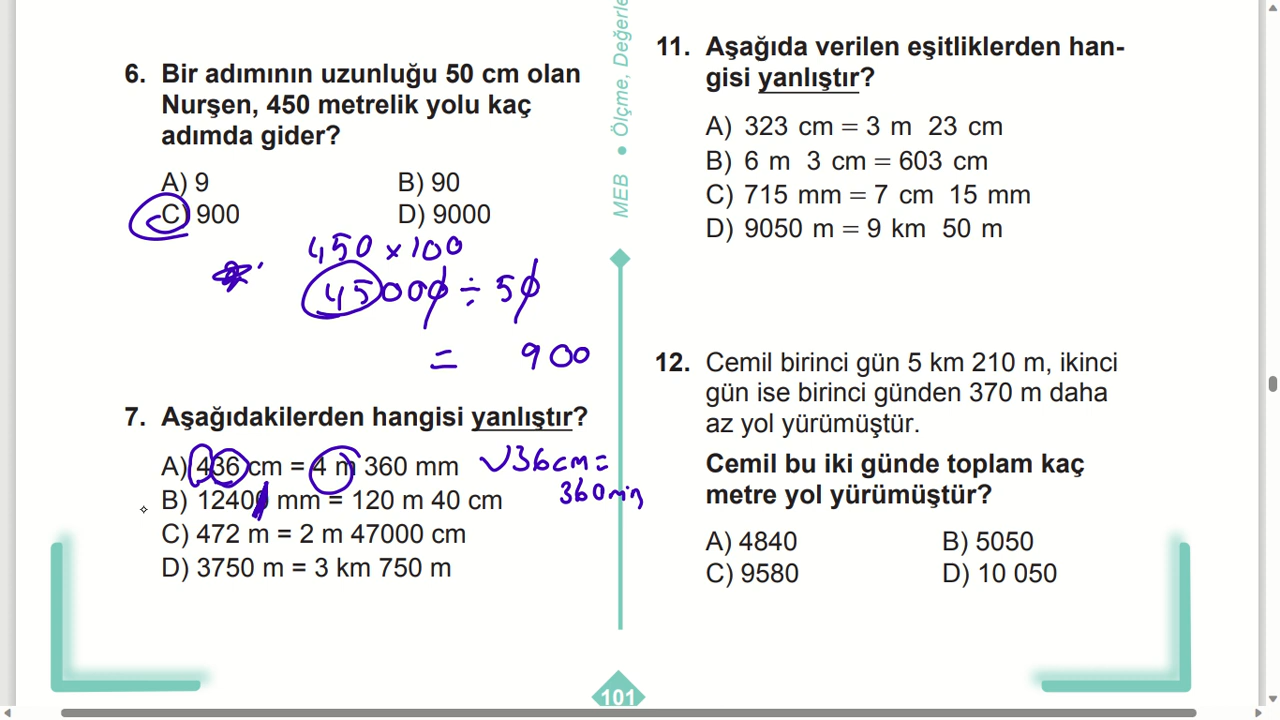 6. Bir adımının uzunluğu 50 cm olan
Nurşen, 450 metrelik yolu kaç
adımda gider?
A) 9 B) 90
C) 900 D) 9000
450 x 100
45000 ÷ 50
= 900
7. Aşağıdakilerden hangisi yanlıştır?
A) 436 cm = 4 m 360 mm
36cm =
360mm
B) 12400 mm = 120 m 40 cm
C) 472 m = 2 m 47000 cm
D) 3750 m = 3 km 750 m
MEB • Ölçme, Değerle
11. Aşağıda verilen eşitliklerden han-
gisi yanlıştır?
A) 323 cm = 3 m 23 cm
B) 6 m 3 cm = 603 cm
C) 715 mm = 7 cm 15 mm
D) 9050 m = 9 km 50 m
12. Cemil birinci gün 5 km 210 m, ikinci
gün ise birinci günden 370 m daha
az yol yürümüştür.
Cemil bu iki günde toplam kaç
metre yol yürümüştür?
A) 4840 B) 5050
C) 9580 D) 10 050
101